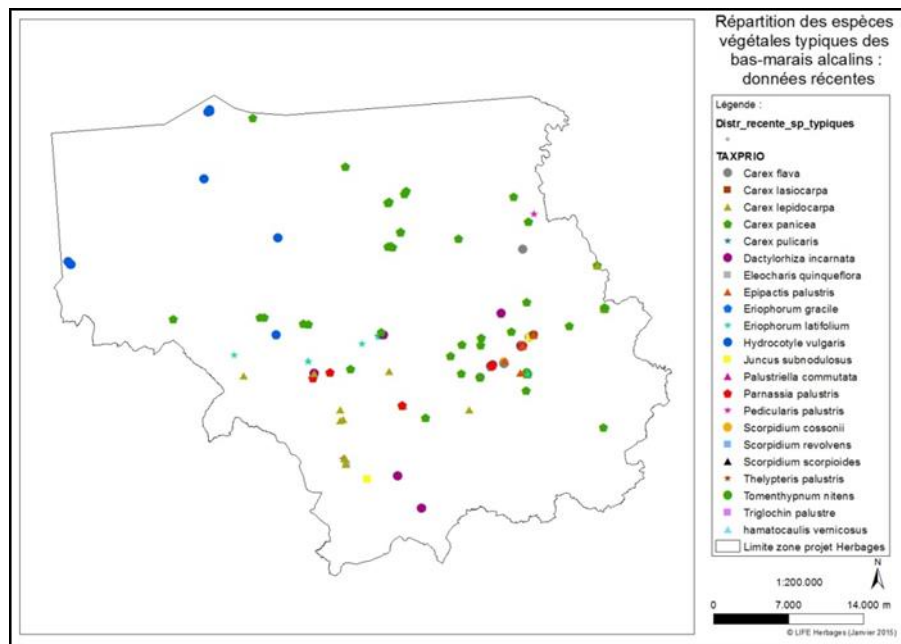 Répartition des espèces
végétales typiques des
bas-marais alcalins :
données récentes
Légende :
Distr_recente_sp_typiques
TAXPRIO
Carex flava
Carex lasiocarpa
Carex lepidocarpa
Carex panicea
Carex pulicaris
Dactylorhiza incarnata
Eleocharis quinqueflora
Epipactis palustris
Eriophorum gracile
Eriophorum latifolium
Hydrocotyle vulgaris
Juncus subnodulosus
Palustriella commutata
Parnassia palustris
Pedicularis palustris
Scorpidium cossonii
Scorpidium revolvens
Scorpidium scorpioides
Thelypteris palustris
Tomenthypnum nitens
Triglochin palustre
hamatocaulis vernicosus
Limite zone projet Herbages
N
1:200.000
0 7.000 14.000 m
© LIFE Herbages (Janvier 2015)